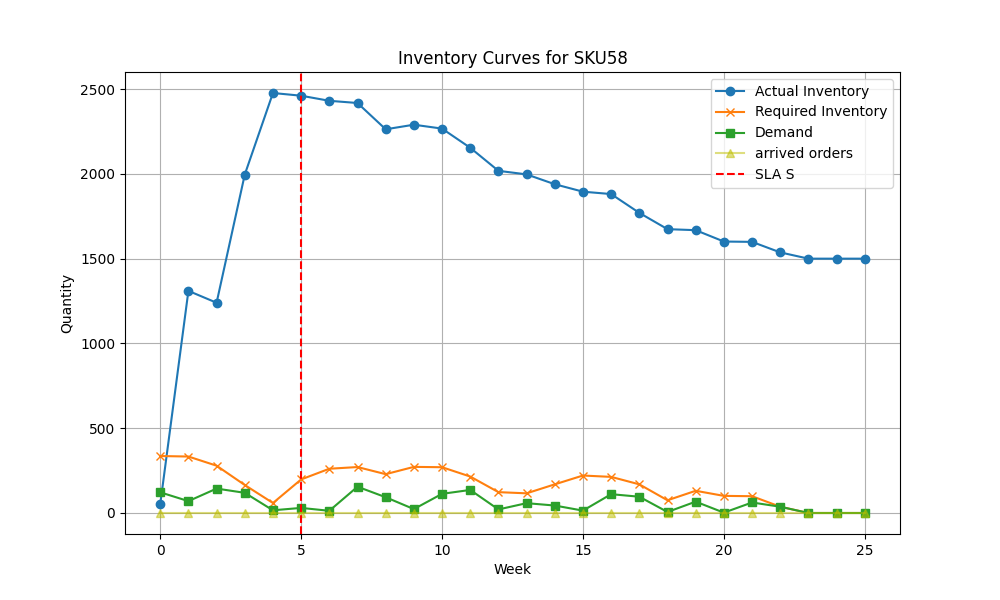 Inventory Curves for SKU58
Actual Inventory
Required Inventory
Demand
arrived orders
SLA S
2500
2000
1500
1000
500
0
Quantity
0 5 10 15 20 25
Week